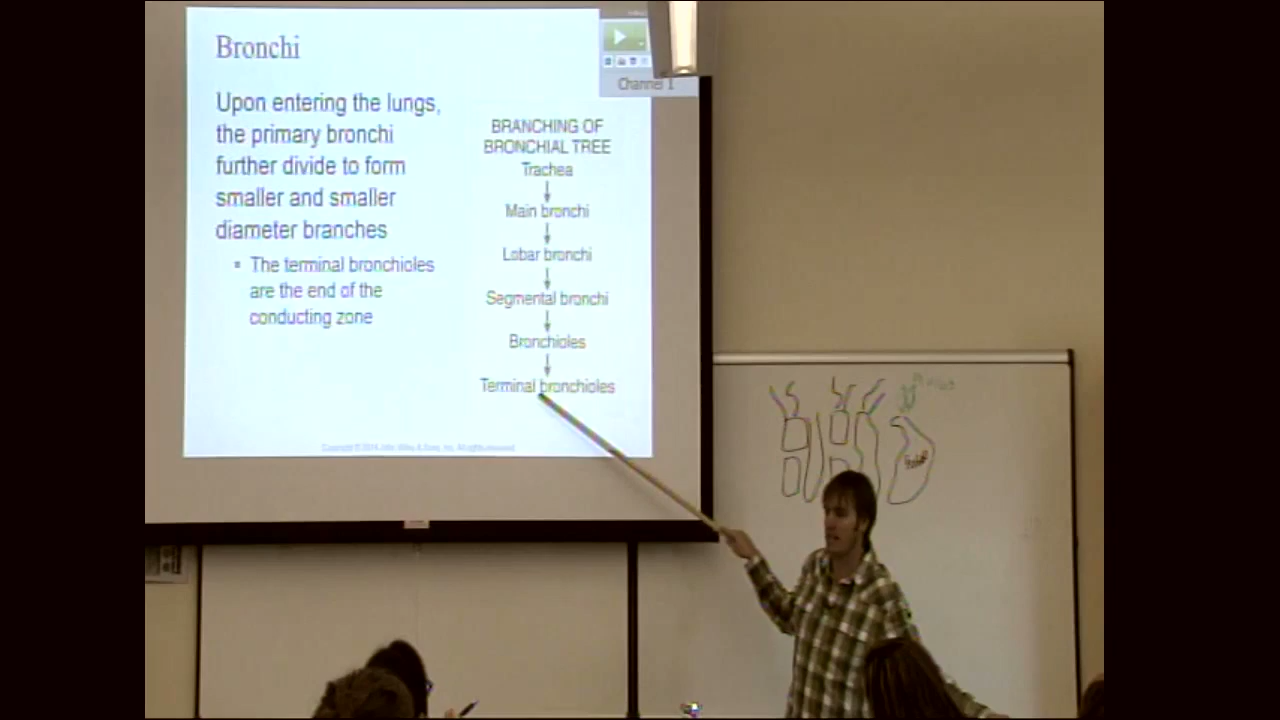 Bronchi
Upon entering the lungs,
the primary bronchi
further divide to form
smaller and smaller
diameter branches
▪ The terminal bronchioles
are the end of the
conducting zone
Channel 1
BRANCHING OF
BRONCHIAL TREE
Trachea
Main bronchi
Lobar bronchi
Segmental bronchi
Bronchioles
Terminal bronchioles